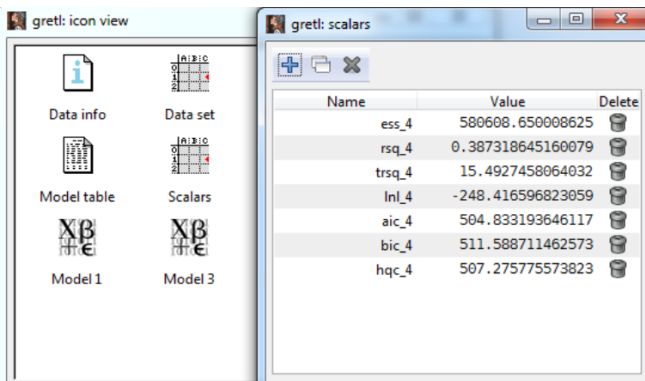 gretl: icon view
Data info Data set
Model table Scalars
Model 1 Model 3
gretl: scalars
Name Value Delete
ess_4 580608.650008625
rsq_4 0.387318645160079
trsq_4 15.4927458064032
lnl_4 -248.416596823059
aic_4 504.833193646117
bic_4 511.588711462573
hqc_4 507.275775573823